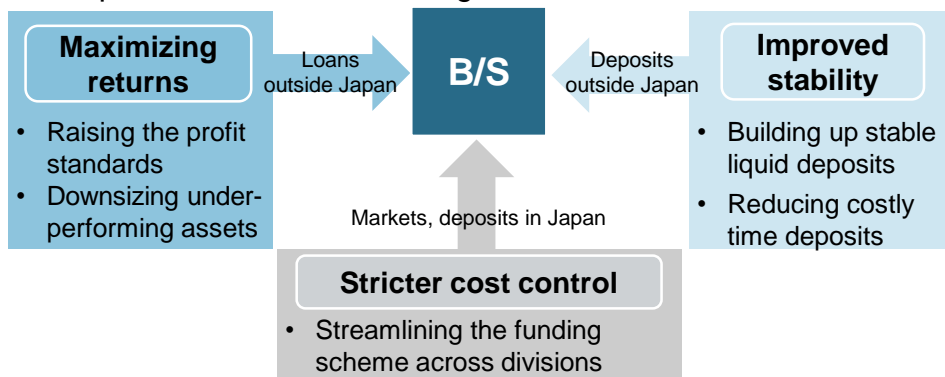 Maximizing
returns
• Raising the profit
standards
• Downsizing under-
performing assets
Loans
outside Japan
B/S
Deposits
outside Japan
Improved
stability
• Building up stable
liquid deposits
• Reducing costly
time deposits
Markets, deposits in Japan
Stricter cost control
• Streamlining the funding
scheme across divisions